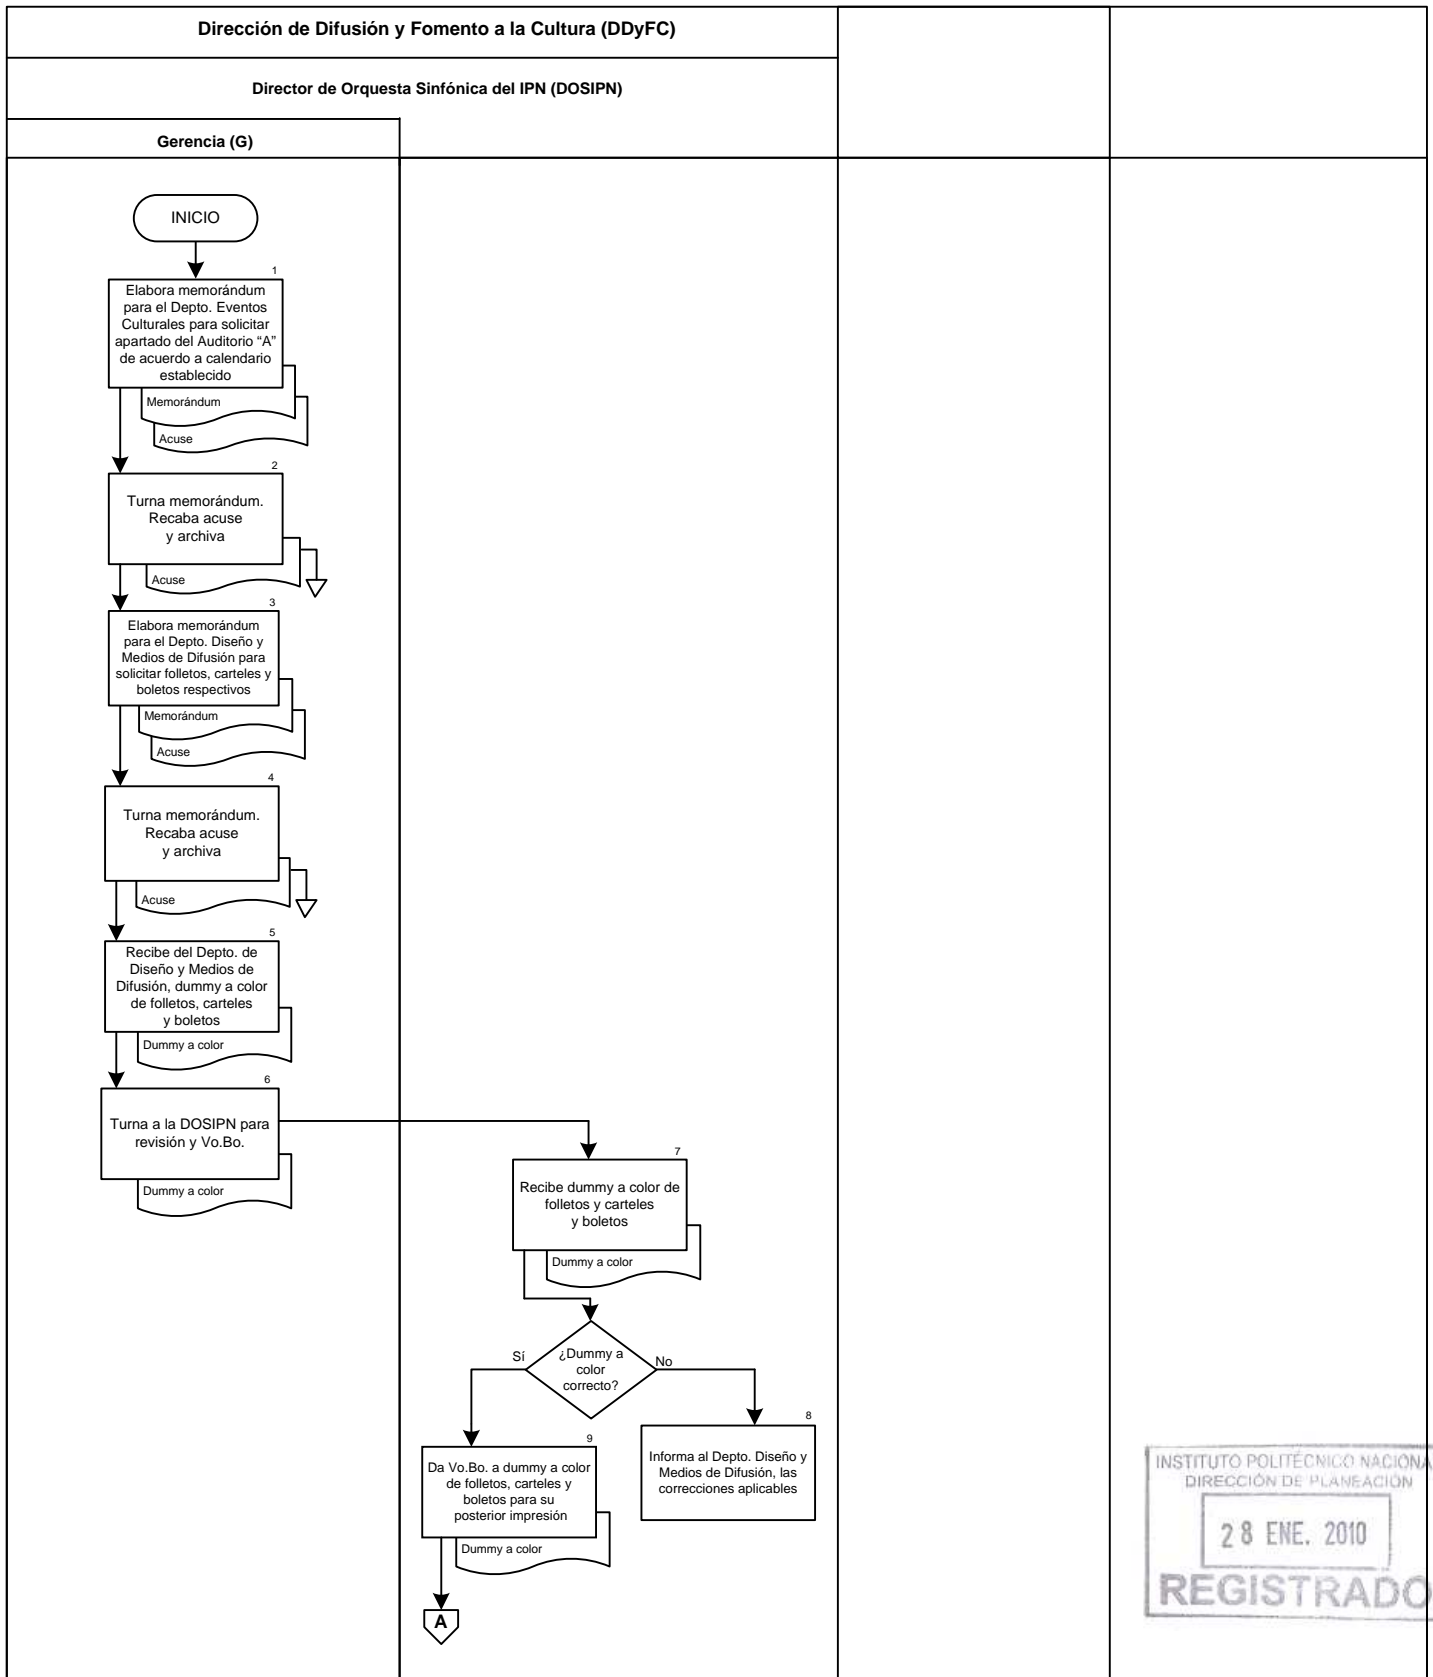 Dirección de Difusión y Fomento a la Cultura (DDyFC)
Director de Orquesta Sinfónica del IPN (DOSIPN)
Gerencia (G)
INICIO
1
Elabora memorándum
para el Depto. Eventos
Culturales para solicitar
apartado del Auditorio “A”
de acuerdo a calendario
establecido
Memorándum
Acuse
2
Turna memorándum.
Recaba acuse
y archiva
Acuse
3
Elabora memorándum
para el Depto. Diseño y
Medios de Difusión para
solicitar folletos, carteles y
boletos respectivos
Memorándum
Acuse
4
Turna memorándum.
Recaba acuse
y archiva
Acuse
5
Recibe del Depto. de
Diseño y Medios de
Difusión, dummy a color
de folletos, carteles
y boletos
Dummy a color
6
Turna a la DOSIPN para
revisión y Vo.Bo.
Dummy a color
7
Recibe dummy a color de
folletos y carteles
y boletos
Dummy a color
¿Dummy a
color
correcto?
Sí
No
8
Informa al Depto. Diseño y
Medios de Difusión, las
correcciones aplicables
9
Da Vo.Bo. a dummy a color
de folletos, carteles y
boletos para su
posterior impresión
Dummy a color
A
INSTITUTO POLITÉCNICO NACIONA
DIRECCIÓN DE PLANEACIÓN
28 ENE. 2010
REGISTRADO